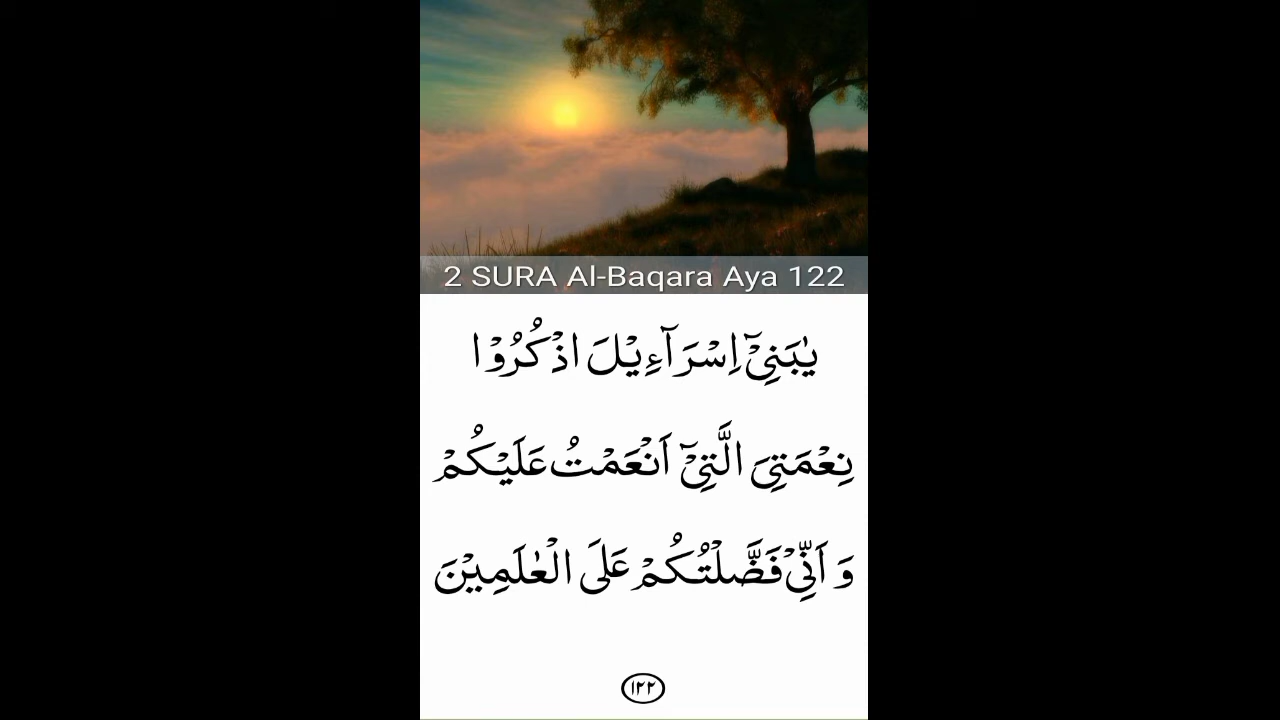 2 SURA Al-Baqara Aya 122
يٰبَنِىْٓ اِسْرَآءِيْلَ اذْكُرُوْا
نِعْمَتِىَ الَّتِىْٓ اَنْعَمْتُ عَلَيْكُمْ
وَ اَنِّىْ فَضَّلْتُكُمْ عَلَى الْعٰلَمِيْنَ
١٢٢